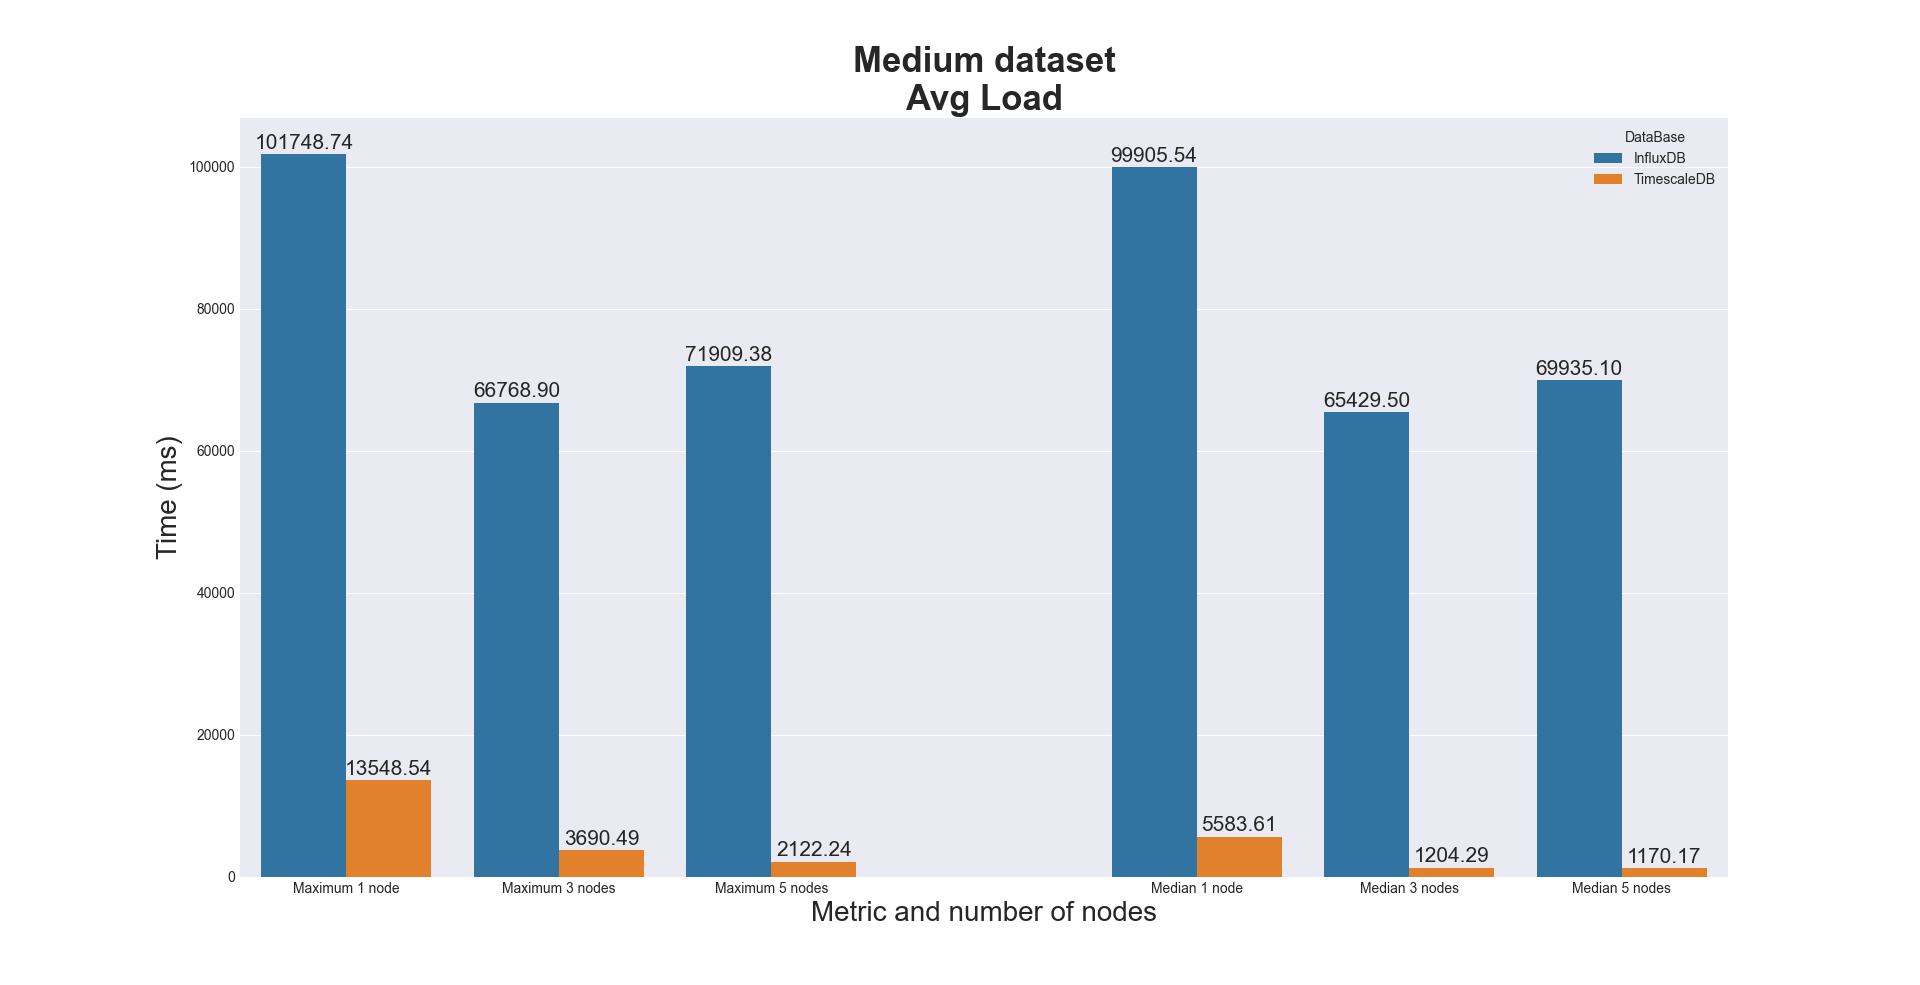 Medium dataset
Avg Load
DataBase
InfluxDB
TimescaleDB
Time (ms)
100000
80000
60000
40000
20000
0
101748.74
13548.54
66768.90
3690.49
71909.38
2122.24
99905.54
5583.61
65429.50
1204.29
69935.10
1170.17
Maximum 1 node
Maximum 3 nodes
Maximum 5 nodes
Median 1 node
Median 3 nodes
Median 5 nodes
Metric and number of nodes